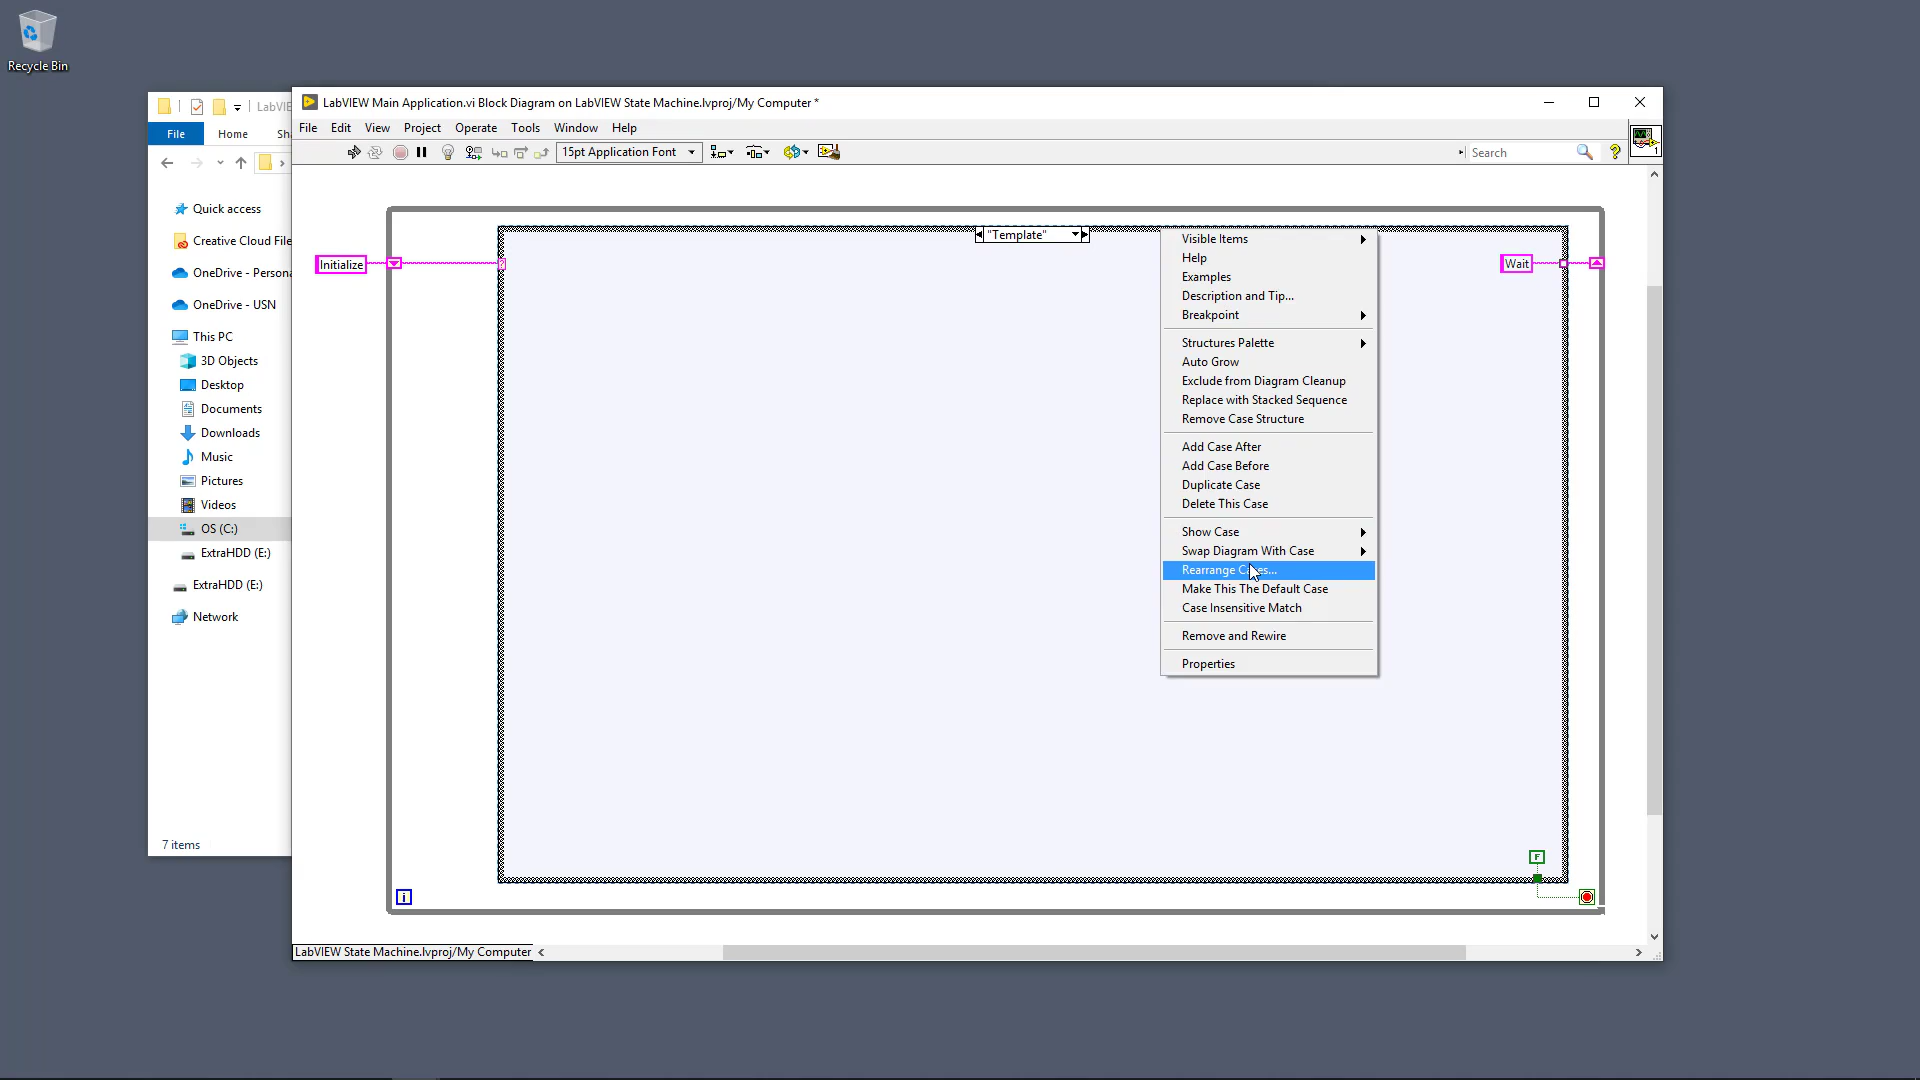 Recycle Bin
LabVIE
File
Home
Sh
Quick access
Creative Cloud File
OneDrive - Persona
OneDrive - USN
This PC
3D Objects
Desktop
Documents
Downloads
Music
Pictures
Videos
OS (C:)
ExtraHDD (E:)
ExtraHDD (E:)
Network
7 items
LabVIEW Main Application.vi Block Diagram on LabVIEW State Machine.lvproj/My Computer *
File Edit View Project Operate Tools Window Help
15pt Application Font
Search
?
1
"Template"
Initialize
?
Wait
Visible Items
Help
Examples
Description and Tip...
Breakpoint
Structures Palette
Auto Grow
Exclude from Diagram Cleanup
Replace with Stacked Sequence
Remove Case Structure
Add Case After
Add Case Before
Duplicate Case
Delete This Case
Show Case
Swap Diagram With Case
Rearrange
Make This The Default Case
Case Insensitive Match
Remove and Rewire
Properties
F
i
LabVIEW State Machine.lvproj/My Computer